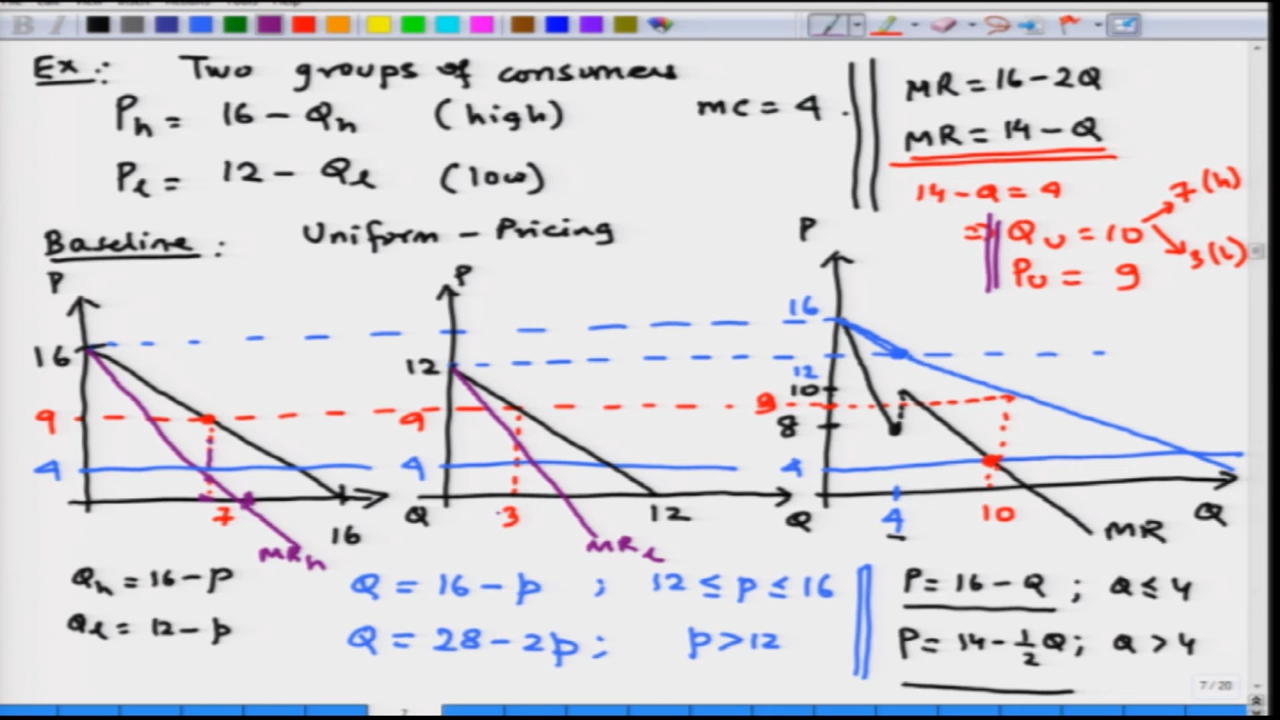 Ex.: Two groups of consumers
Pₕ = 16 - Qₕ (high) mc = 4.
Pₗ = 12 - Qₗ (low)
MR = 16 - 2Q
MR = 14 - Q
14 - Q = 4
⇒ Q_U = 10 → 7 (h)
→ 3 (l)
P_U = 9
Baseline : Uniform - Pricing
P
16
9
4
7
16
MRₕ
P
12
9
4
Q
3
12
MRₗ
P
16
12
10
9
8
4
Q
4
10
MR
Q
Qₕ = 16 - p
Qₗ = 12 - p
Q = 16 - p ; 12 ≤ p ≤ 16
Q = 28 - 2p ; p > 12
P = 16 - Q ; Q ≤ 4
P = 14 - ½Q ; Q > 4
7 / 20